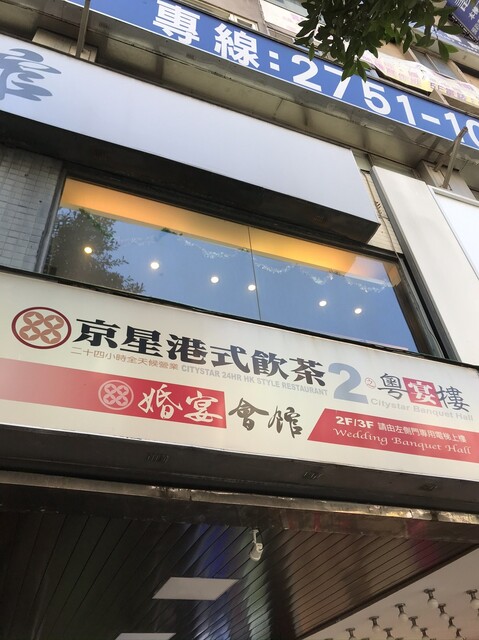 專線：2751-10
京星港式飲茶2 粵宴樓
二十四小時全天候營業 CITYSTAR 24HR HK STYLE RESTAURANT
Citystar Banquet Hall
婚宴會館
2F/3F 請由左側門專用電梯上樓
Wedding Banquet Hall